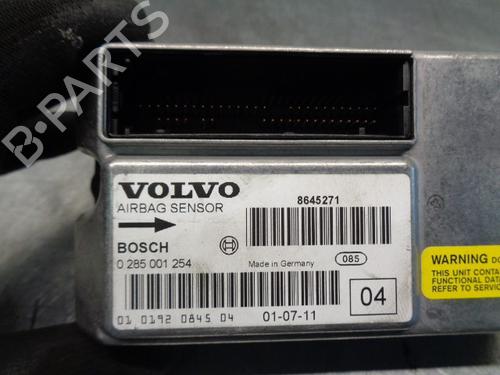 B-PARTS
VOLVO
AIRBAG SENSOR
8645271
BOSCH
0 285 001 254
Made in Germany
085
01 0192 0845 04
01-07-11
04
WARNING DO
THIS UNIT CONTA
FUNCTIONAL DAT
REFER TO SERVIC